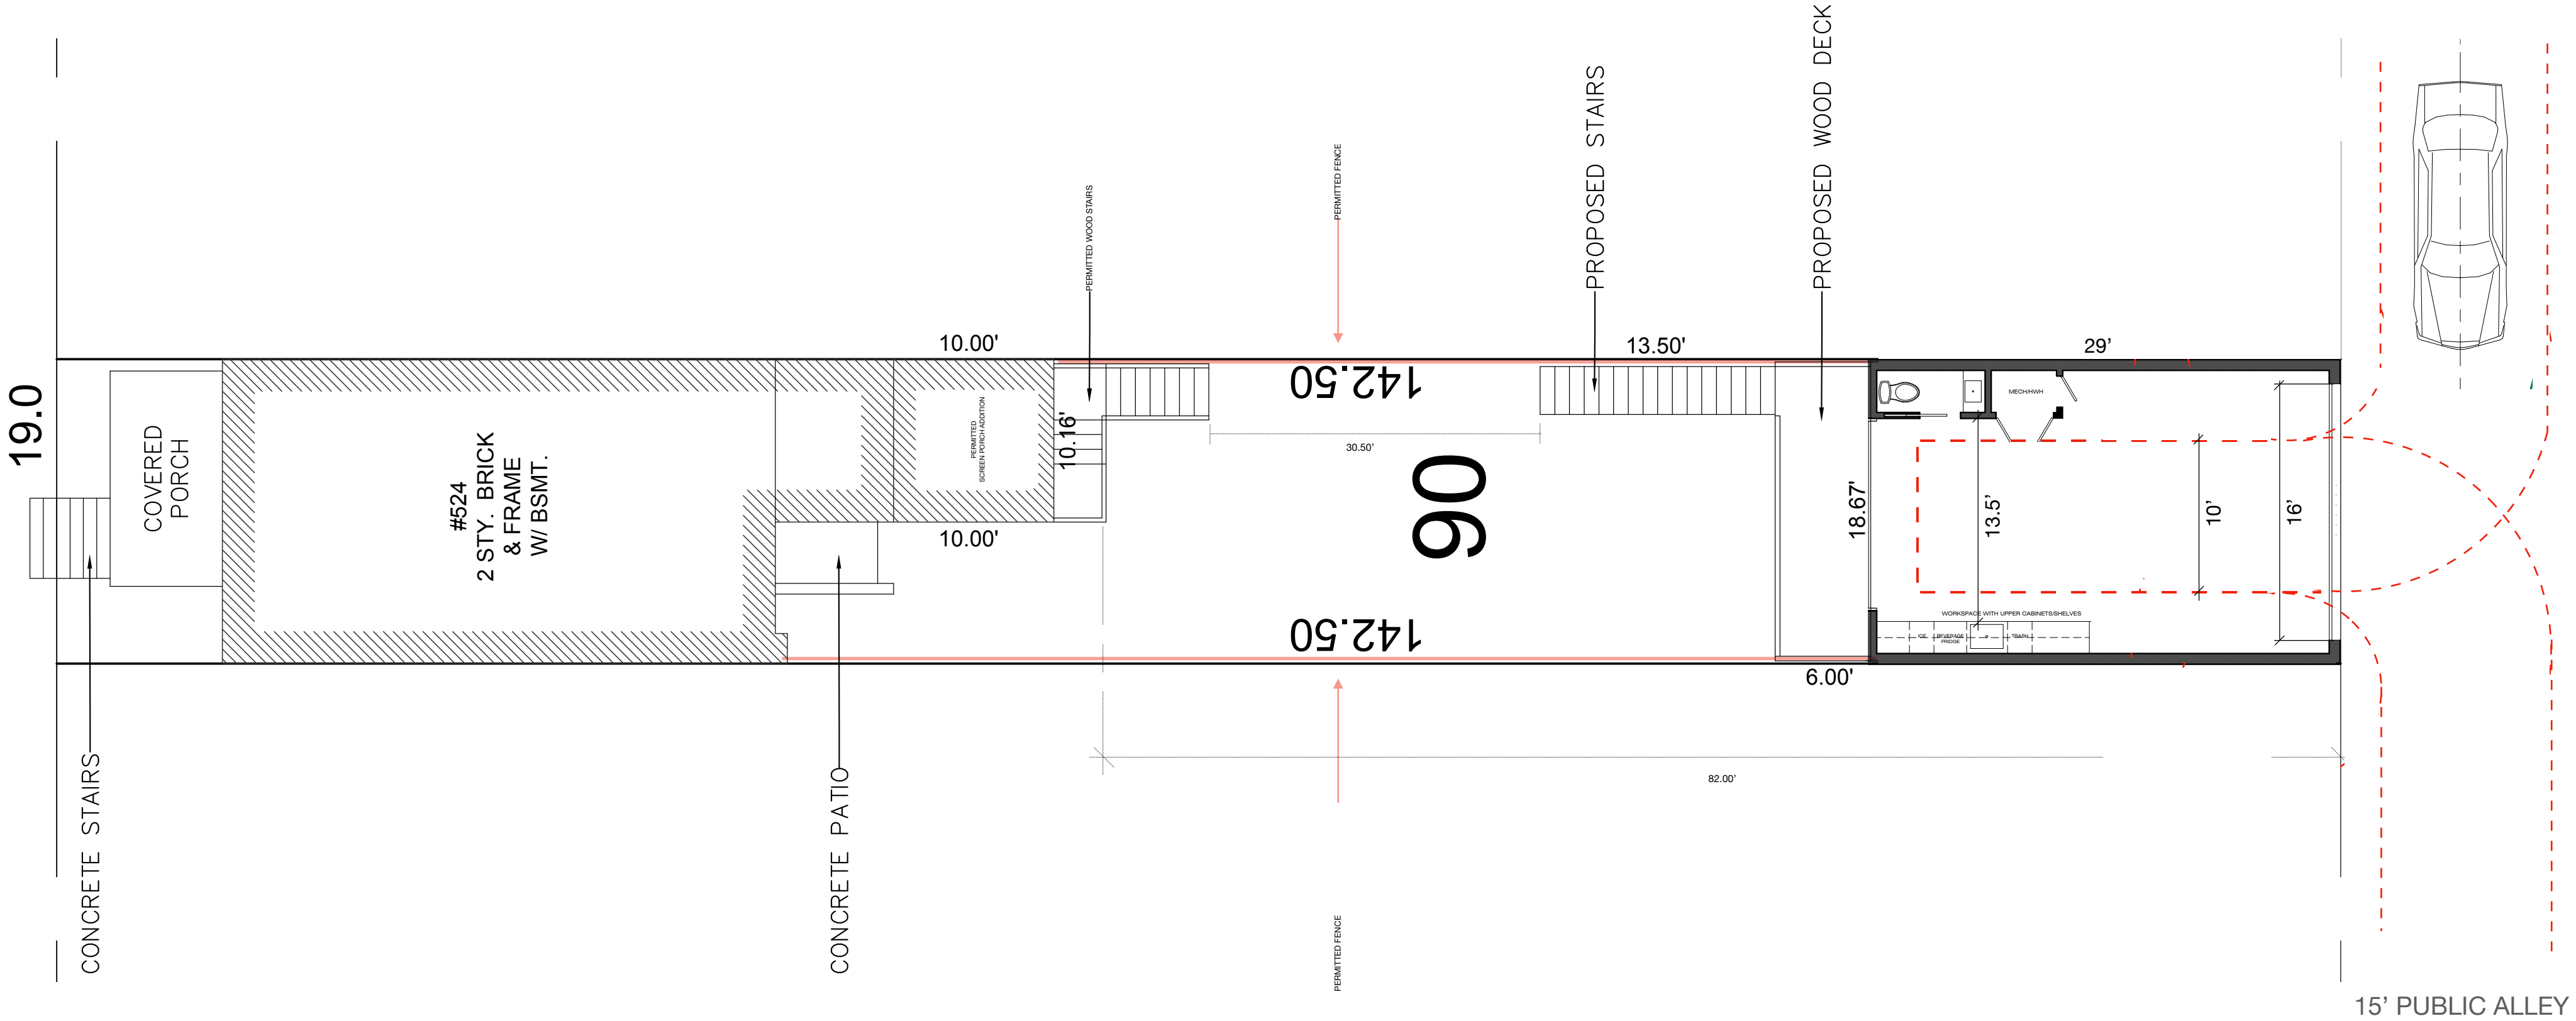 19.0
COVERED
PORCH
CONCRETE STAIRS
#524
2 STY. BRICK
& FRAME
W/ BSMT.
CONCRETE PATIO
10.00'
PERMITTED
SCREEN PORCH ADDITION
10.00'
10.16'
PERMITTED WOOD STAIRS
PERMITTED FENCE
142.50
30.50'
90
142.50
PERMITTED FENCE
82.00'
PROPOSED STAIRS
13.50'
PROPOSED WOOD DECK
18.67'
6.00'
29’
MECH/HWH
13.5’
10’
16’
WORKSPACE WITH UPPER CABINETS/SHELVES
ICE
BEVERAGE
FRIDGE
TRASH
15’ PUBLIC ALLEY